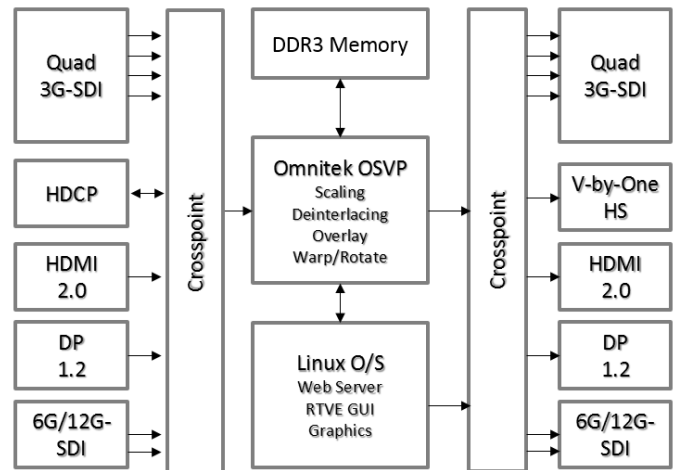 Quad
3G-SDI
HDCP
HDMI
2.0
DP
1.2
6G/12G-
SDI
Crosspoint
DDR3 Memory
Omnitek OSVP
Scaling
Deinterlacing
Overlay
Warp/Rotate
Linux O/S
Web Server
RTVE GUI
Graphics
Crosspoint
Quad
3G-SDI
V-by-One
HS
HDMI
2.0
DP
1.2
6G/12G-
SDI